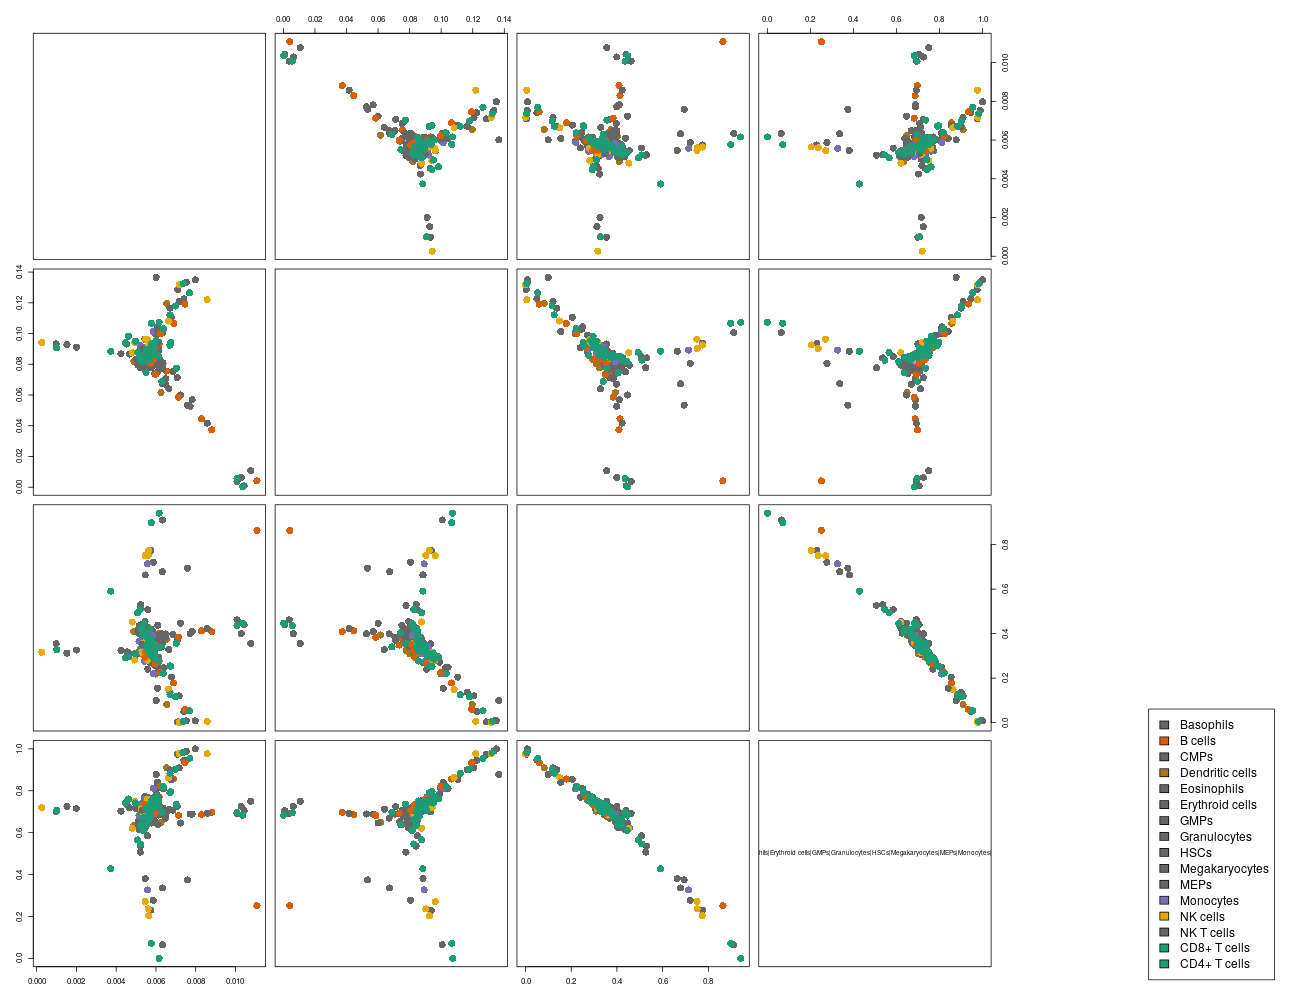 0.00 0.02 0.04 0.06 0.08 0.10 0.12 0.14
0.0 0.2 0.4 0.6 0.8 1.0
0.000 0.002 0.004 0.006 0.008 0.010
0.00 0.02 0.04 0.06 0.08 0.10 0.12 0.14
0.0 0.2 0.4 0.6 0.8
0.0 0.2 0.4 0.6 0.8 1.0
Erythroid cells|GMPs|Granulocytes|HSCs|Megakaryocytes|MEPs|Monocytes|
0.000 0.002 0.004 0.006 0.008 0.010
0.0 0.2 0.4 0.6 0.8
Basophils
B cells
CMPs
Dendritic cells
Eosinophils
Erythroid cells
GMPs
Granulocytes
HSCs
Megakaryocytes
MEPs
Monocytes
NK cells
NK T cells
CD8+ T cells
CD4+ T cells